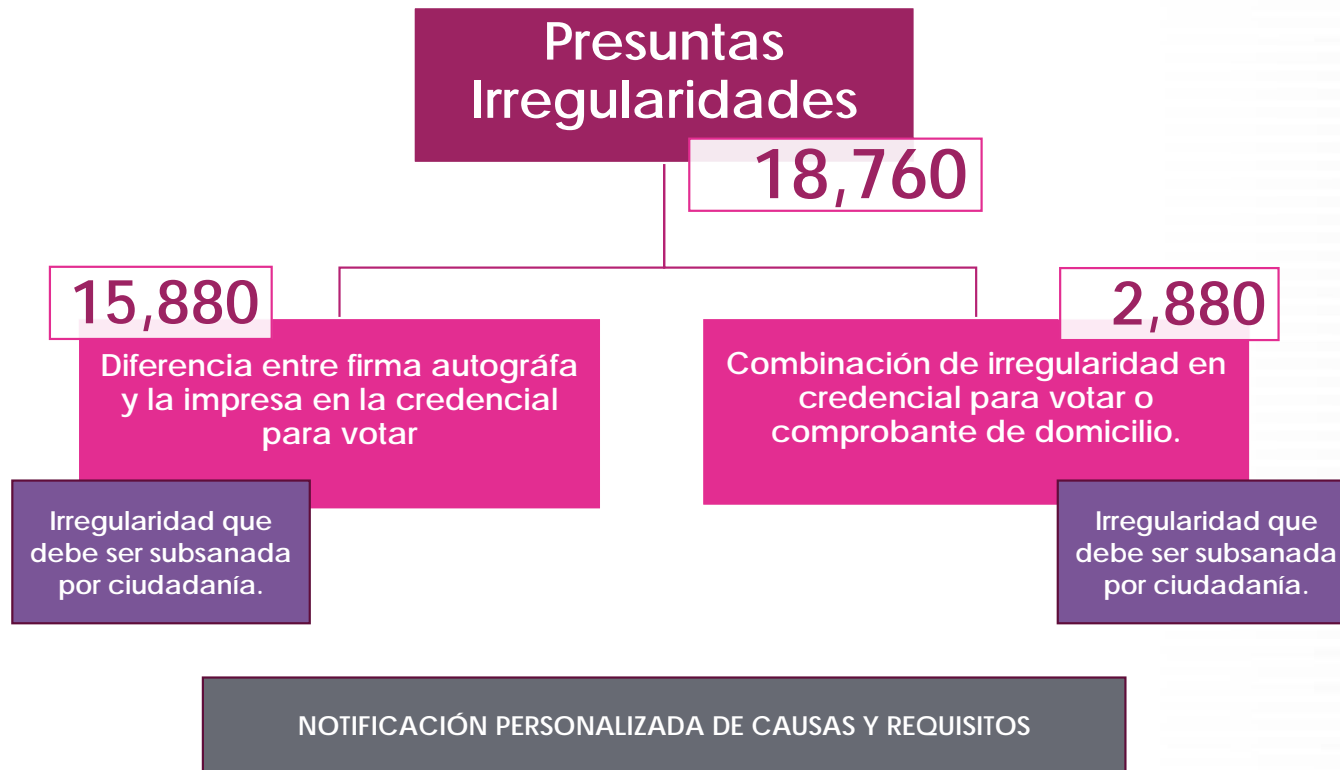 Presuntas
Irregularidades
18,760
15,880
Diferencia entre firma autográfa
y la impresa en la credencial
para votar
Irregularidad que
debe ser subsanada
por ciudadanía.
2,880
Combinación de irregularidad en
credencial para votar o
comprobante de domicilio.
Irregularidad que
debe ser subsanada
por ciudadanía.
NOTIFICACIÓN PERSONALIZADA DE CAUSAS Y REQUISITOS